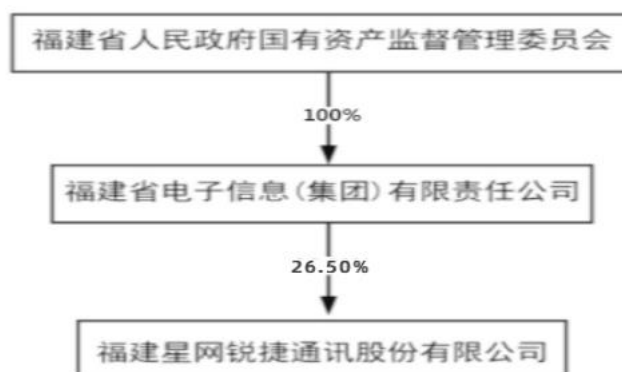 福建省人民政府国有资产监督管理委员会
100%
福建省电子信息(集团)有限责任公司
26.50%
福建星网锐捷通讯股份有限公司